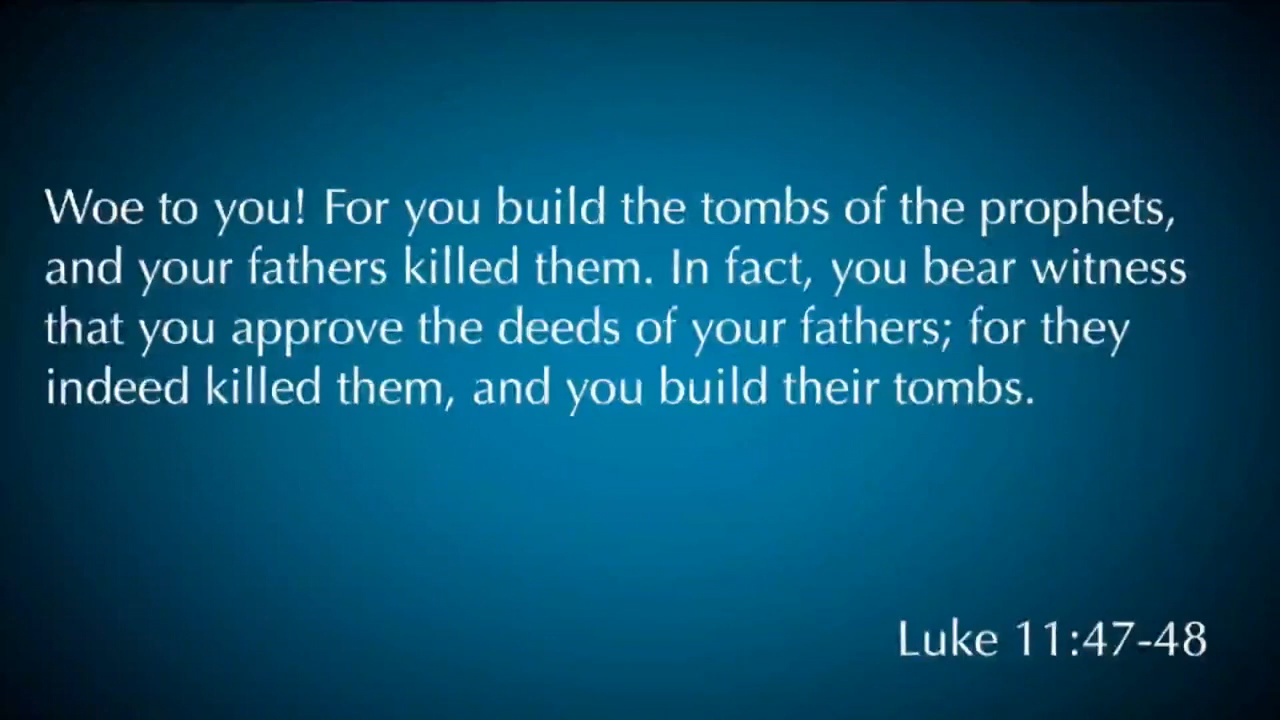 Woe to you! For you build the tombs of the prophets,
and your fathers killed them. In fact, you bear witness
that you approve the deeds of your fathers; for they
indeed killed them, and you build their tombs.
Luke 11:47-48